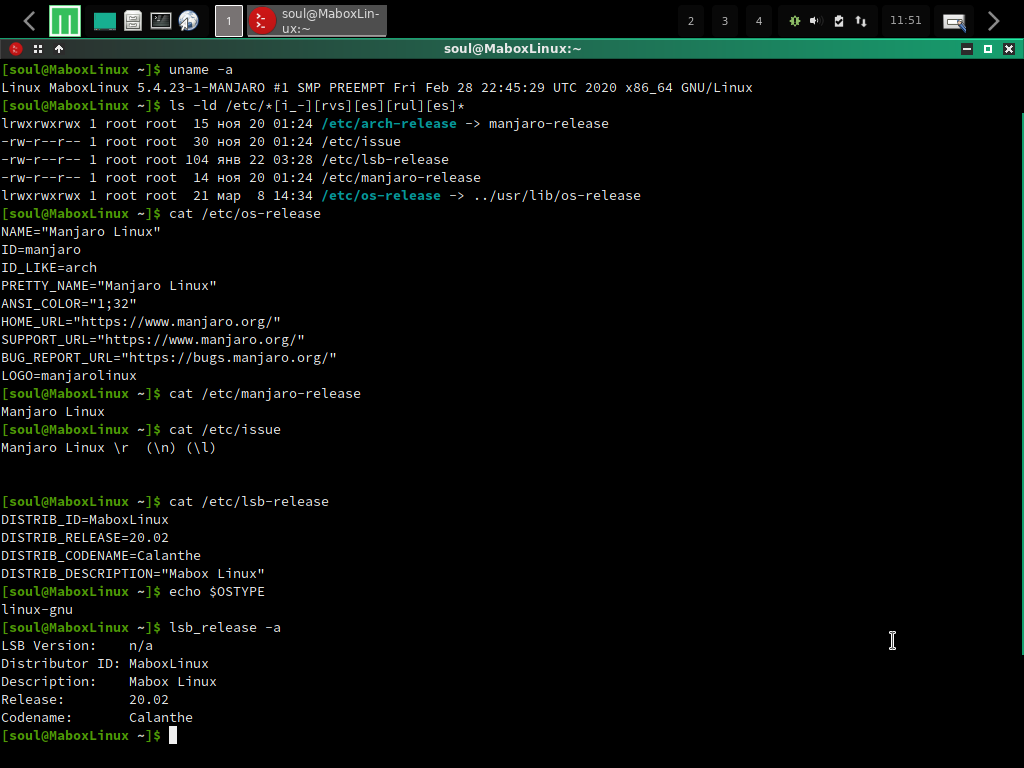 1
soul@MaboxLin-
ux:~
2
3
4
11:51
soul@MaboxLinux:~
[soul@MaboxLinux ~]$ uname -a
Linux MaboxLinux 5.4.23-1-MANJARO #1 SMP PREEMPT Fri Feb 28 22:45:29 UTC 2020 x86_64 GNU/Linux
[soul@MaboxLinux ~]$ ls -ld /etc/*[i_-][rvs][es][rul][es]*
lrwxrwxrwx 1 root root  15 ноя 20 01:24 /etc/arch-release -> manjaro-release
-rw-r--r-- 1 root root  30 ноя 20 01:24 /etc/issue
-rw-r--r-- 1 root root 104 янв 22 03:28 /etc/lsb-release
-rw-r--r-- 1 root root  14 ноя 20 01:24 /etc/manjaro-release
lrwxrwxrwx 1 root root  21 мар  8 14:34 /etc/os-release -> ../usr/lib/os-release
[soul@MaboxLinux ~]$ cat /etc/os-release
NAME="Manjaro Linux"
ID=manjaro
ID_LIKE=arch
PRETTY_NAME="Manjaro Linux"
ANSI_COLOR="1;32"
HOME_URL="https://www.manjaro.org/"
SUPPORT_URL="https://www.manjaro.org/"
BUG_REPORT_URL="https://bugs.manjaro.org/"
LOGO=manjarolinux
[soul@MaboxLinux ~]$ cat /etc/manjaro-release
Manjaro Linux
[soul@MaboxLinux ~]$ cat /etc/issue
Manjaro Linux \r  (\n) (\l)
[soul@MaboxLinux ~]$ cat /etc/lsb-release
DISTRIB_ID=MaboxLinux
DISTRIB_RELEASE=20.02
DISTRIB_CODENAME=Calanthe
DISTRIB_DESCRIPTION="Mabox Linux"
[soul@MaboxLinux ~]$ echo $OSTYPE
linux-gnu
[soul@MaboxLinux ~]$ lsb_release -a
LSB Version:    n/a
Distributor ID: MaboxLinux
Description:    Mabox Linux
Release:        20.02
Codename:       Calanthe
[soul@MaboxLinux ~]$